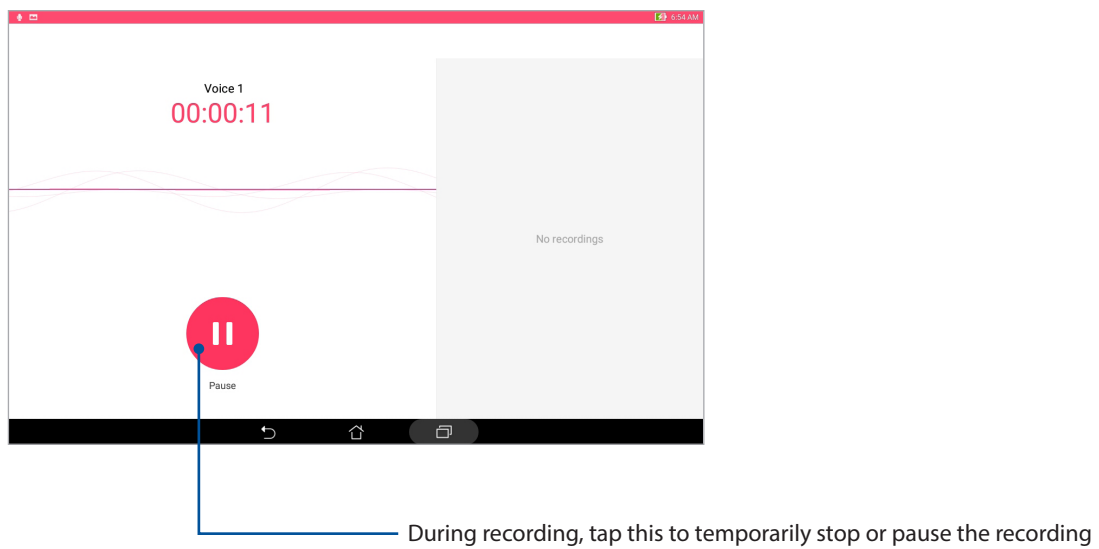 6:54 AM
Voice 1
00:00:11
No recordings
Pause
During recording, tap this to temporarily stop or pause the recording